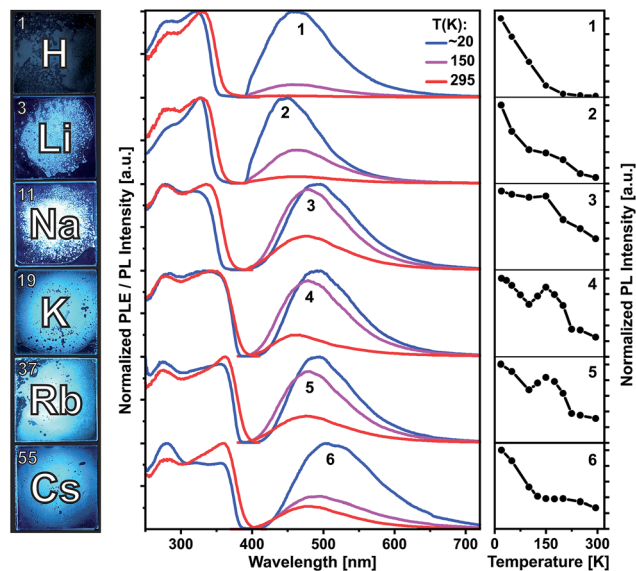 1
H
3
Li
11
Na
19
K
37
Rb
55
Cs
Normalized PLE / PL Intensity [a.u.]
T(K):
~20
150
295
1
2
3
4
5
6
300 400 500 600 700
Wavelength [nm]
1
2
3
4
5
6
0 150 300
Temperature [K]
Normalized PL Intensity [a.u.]